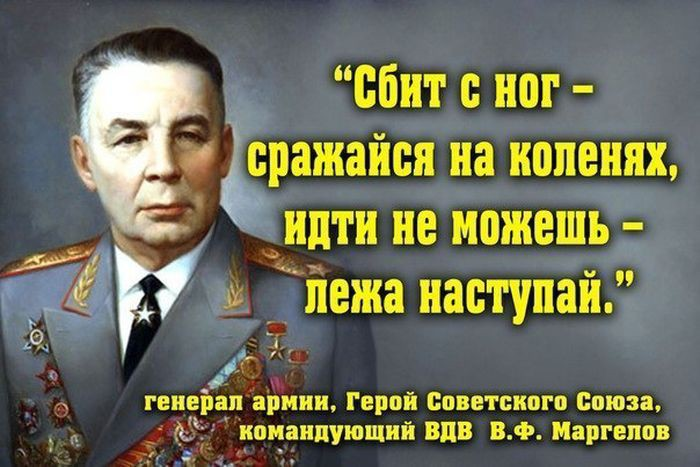 “Сбит с ног –
сражайся на коленях,
идти не можешь –
лежа наступай.”
генерал армии, Герой Советского Союза,
командующий ВДВ В.Ф. Маргелов